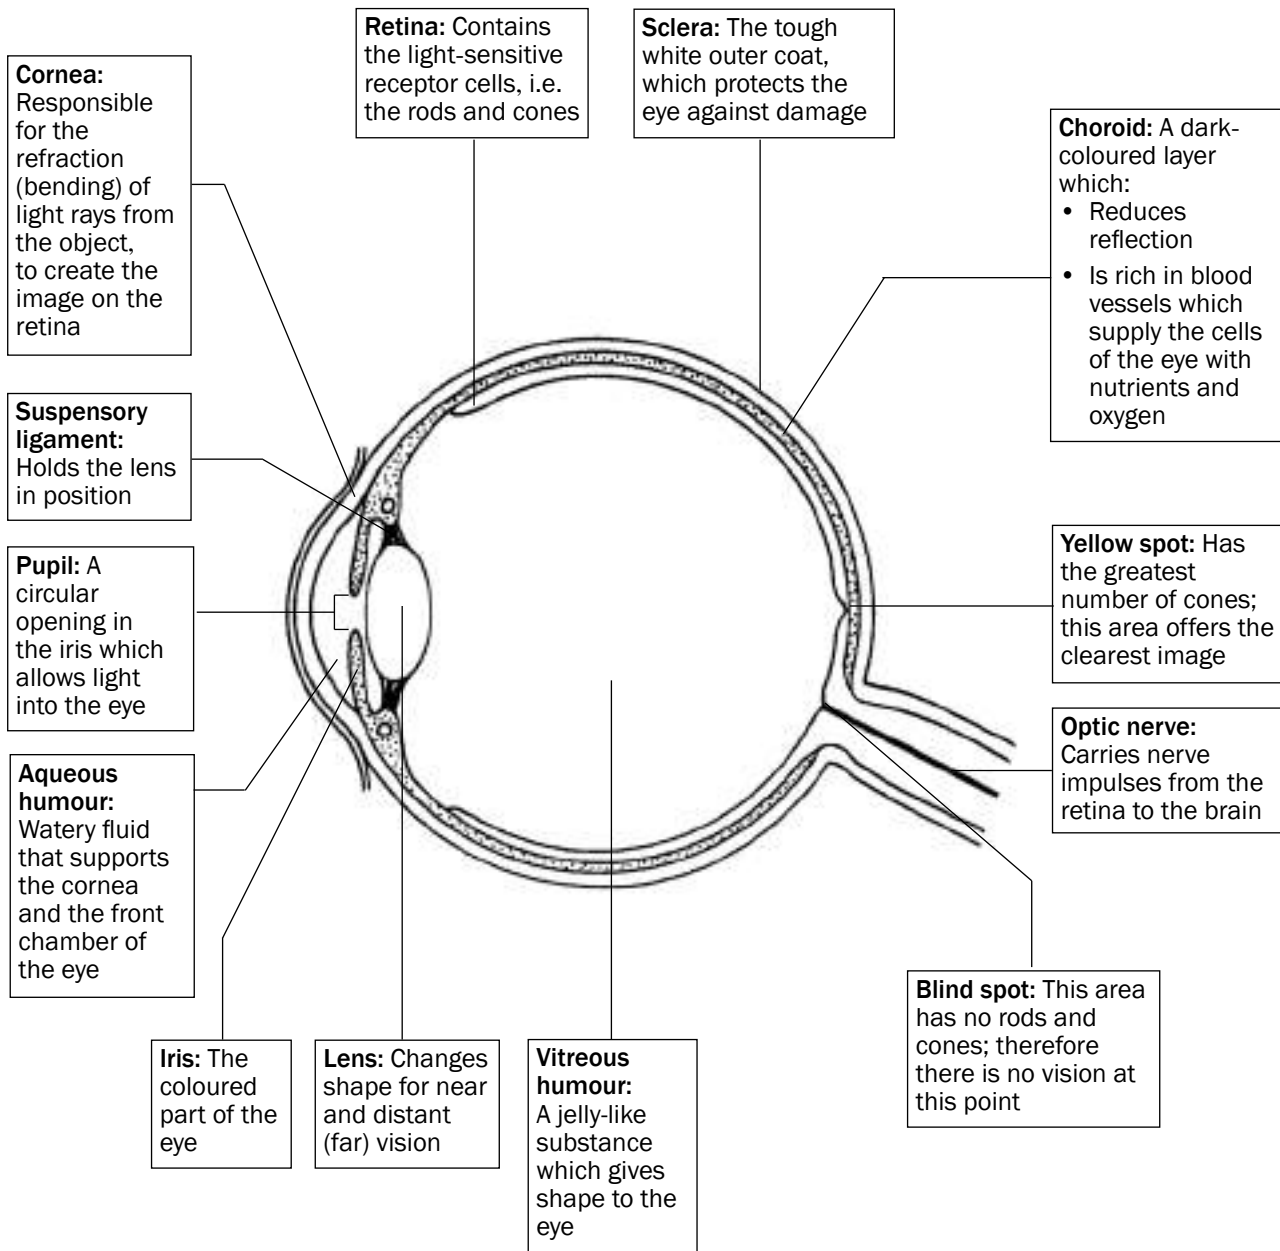 Retina: Contains
the light-sensitive
receptor cells, i.e.
the rods and cones
Sclera: The tough
white outer coat,
which protects the
eye against damage
Cornea:
Responsible
for the
refraction
(bending) of
light rays from
the object,
to create the
image on the
retina
Choroid: A dark-
coloured layer
which:
• Reduces
reflection
• Is rich in blood
vessels which
supply the cells
of the eye with
nutrients and
oxygen
Suspensory
ligament:
Holds the lens
in position
Pupil: A
circular
opening in
the iris which
allows light
into the eye
Yellow spot: Has
the greatest
number of cones;
this area offers the
clearest image
Optic nerve:
Carries nerve
impulses from the
retina to the brain
Aqueous
humour:
Watery fluid
that supports
the cornea
and the front
chamber of
the eye
Blind spot: This area
has no rods and
cones; therefore
there is no vision at
this point
Iris: The
coloured
part of the
eye
Lens: Changes
shape for near
and distant
(far) vision
Vitreous
humour:
A jelly-like
substance
which gives
shape to the
eye